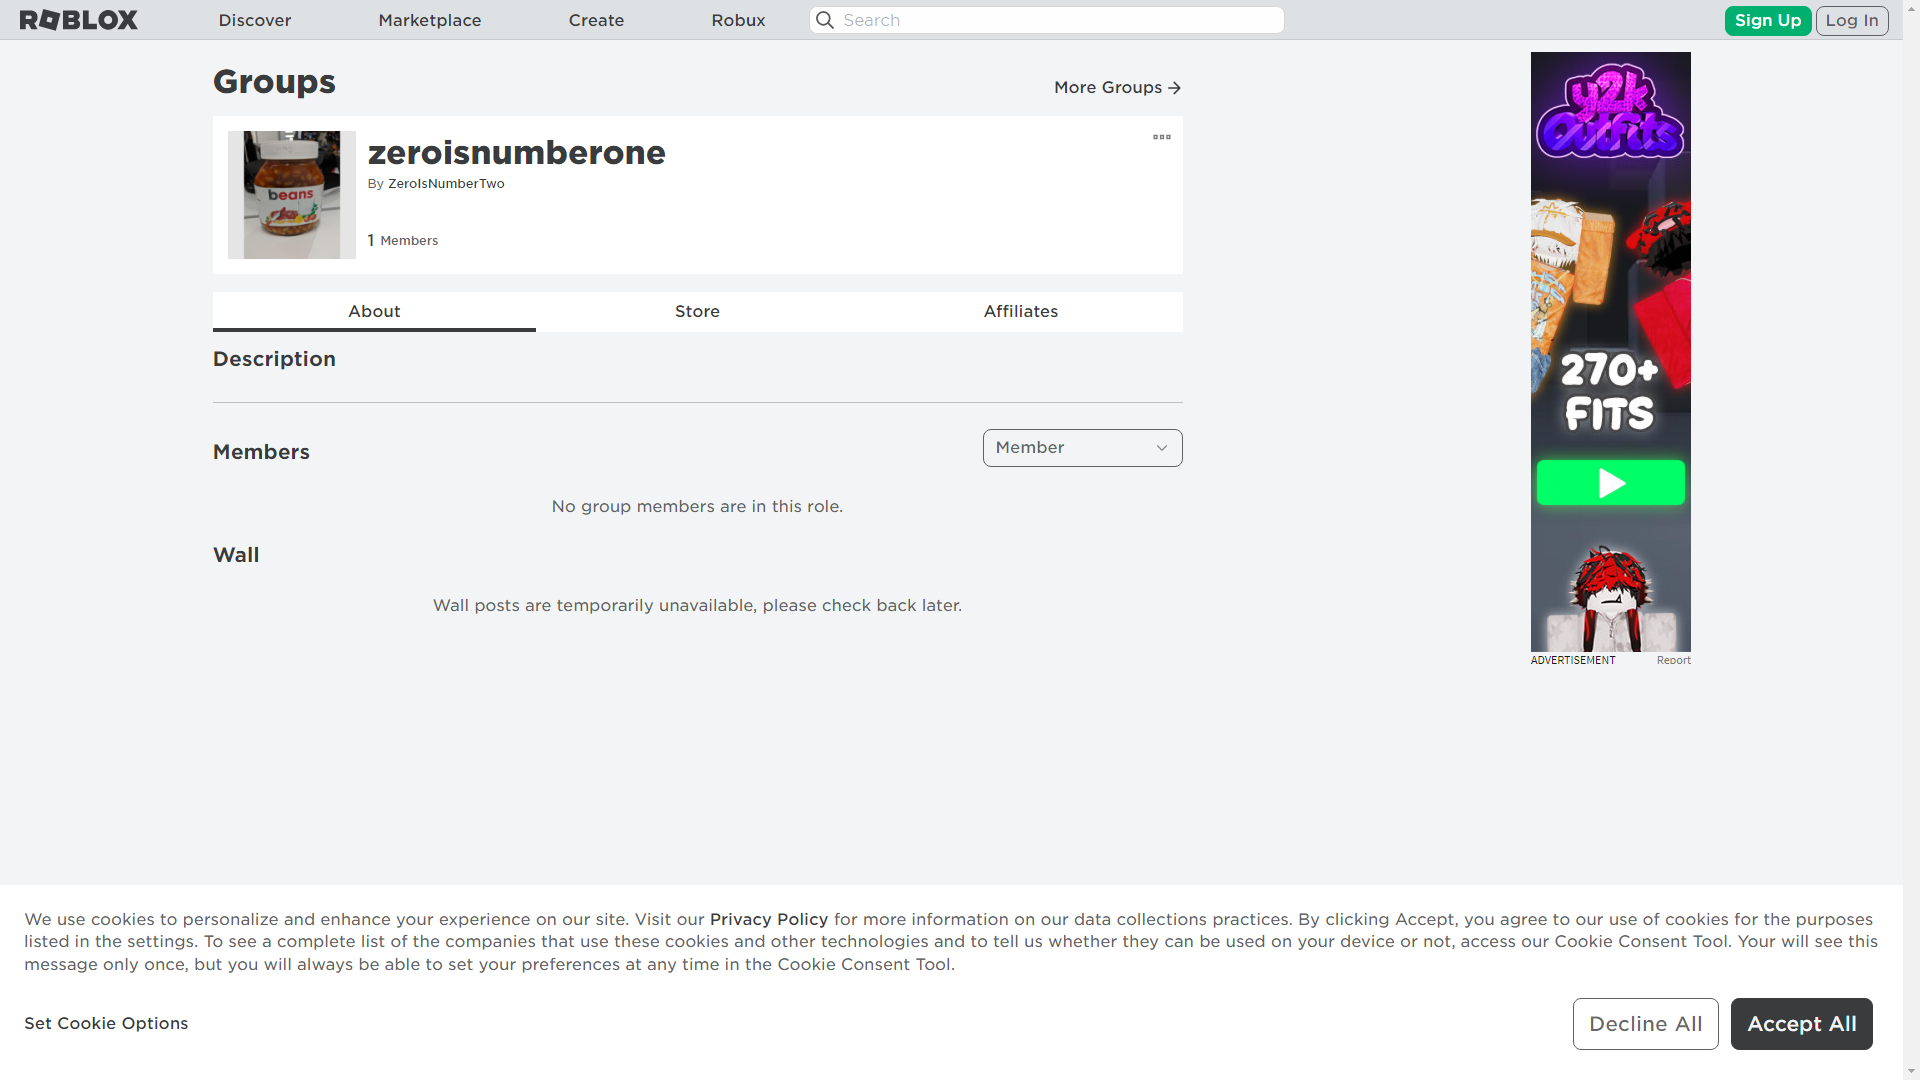 ROBLOX
Discover
Marketplace
Create
Robux
Search
Sign Up
Log In
Groups
More Groups
beans
zeroisnumberone
By ZeroIsNumberTwo
1 Members
About
Store
Affiliates
Description
Members
Member
No group members are in this role.
Wall
Wall posts are temporarily unavailable, please check back later.
y2k
Outfits
270+
FITS
ADVERTISEMENT
Report
We use cookies to personalize and enhance your experience on our site. Visit our Privacy Policy for more information on our data collections practices. By clicking Accept, you agree to our use of cookies for the purposes
listed in the settings. To see a complete list of the companies that use these cookies and other technologies and to tell us whether they can be used on your device or not, access our Cookie Consent Tool. Your will see this
message only once, but you will always be able to set your preferences at any time in the Cookie Consent Tool.
Set Cookie Options
Decline All
Accept All